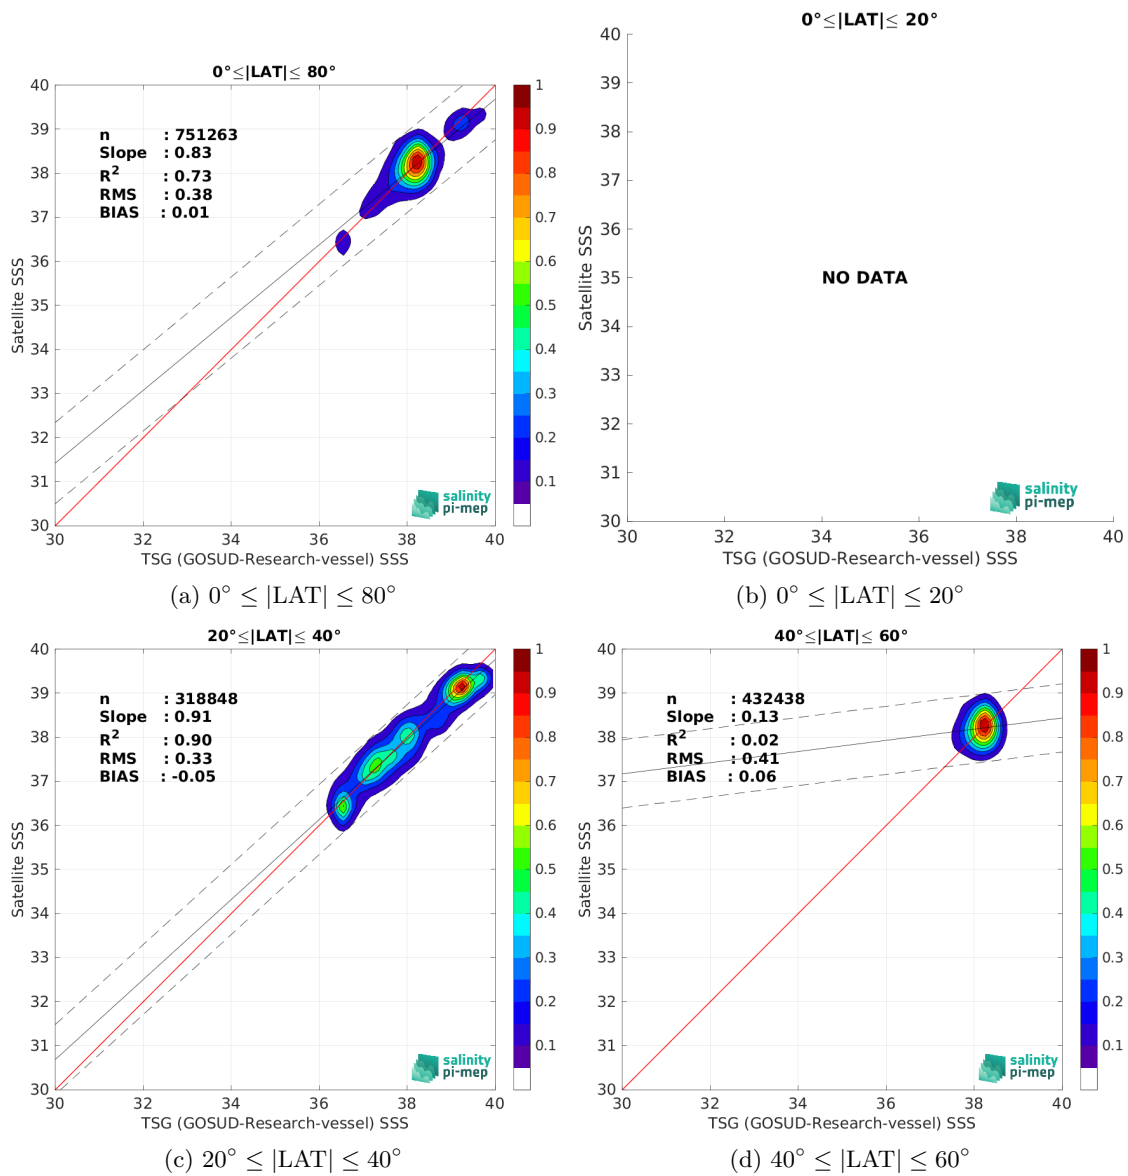 0°≤|LAT|≤ 80°
40
39
38
37
36
35
34
33
32
31
30
30
32
34
36
38
40
Satellite SSS
TSG (GOSUD-Research-vessel) SSS
n : 751263
Slope : 0.83
R² : 0.73
RMS : 0.38
BIAS : 0.01
1
0.9
0.8
0.7
0.6
0.5
0.4
0.3
0.2
0.1
salinity
pi-mep
(a) 0° ≤ |LAT| ≤ 80°
0°≤|LAT|≤ 20°
40
39
38
37
36
35
34
33
32
31
30
30
32
34
36
38
40
Satellite SSS
TSG (GOSUD-Research-vessel) SSS
NO DATA
salinity
pi-mep
(b) 0° ≤ |LAT| ≤ 20°
20°≤|LAT|≤ 40°
40
39
38
37
36
35
34
33
32
31
30
30
32
34
36
38
40
Satellite SSS
TSG (GOSUD-Research-vessel) SSS
n : 318848
Slope : 0.91
R² : 0.90
RMS : 0.33
BIAS : -0.05
1
0.9
0.8
0.7
0.6
0.5
0.4
0.3
0.2
0.1
salinity
pi-mep
(c) 20° ≤ |LAT| ≤ 40°
40°≤|LAT|≤ 60°
40
39
38
37
36
35
34
33
32
31
30
30
32
34
36
38
40
Satellite SSS
TSG (GOSUD-Research-vessel) SSS
n : 432438
Slope : 0.13
R² : 0.02
RMS : 0.41
BIAS : 0.06
1
0.9
0.8
0.7
0.6
0.5
0.4
0.3
0.2
0.1
salinity
pi-mep
(d) 40° ≤ |LAT| ≤ 60°